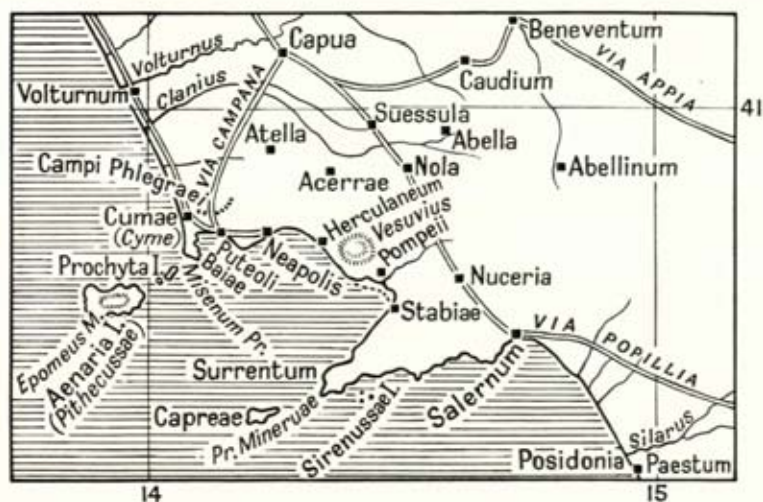 Beneventum
Capua
Volturnus
Caudium
VIA APPIA
Volturnum
Clanius
41
VIA CAMPANA
Suessula
Atella
Abella
Campi Phlegraei
Acerrae
Nola
Abellinum
Herculaneum
Vesuvius
Cumae
(Cyme)
Pompeii
Puteoli
Baiae
Neapolis
Prochyta I.
Misenum Pr.
Nuceria
Stabiae
Epomeus M.
Aenaria I.
(Pithecussae)
VIA POPILLIA
Surrentum
Salernum
Capreae
Pr. Mineruae
Sirenussae I.
Silarus
Posidonia
Paestum
14
15